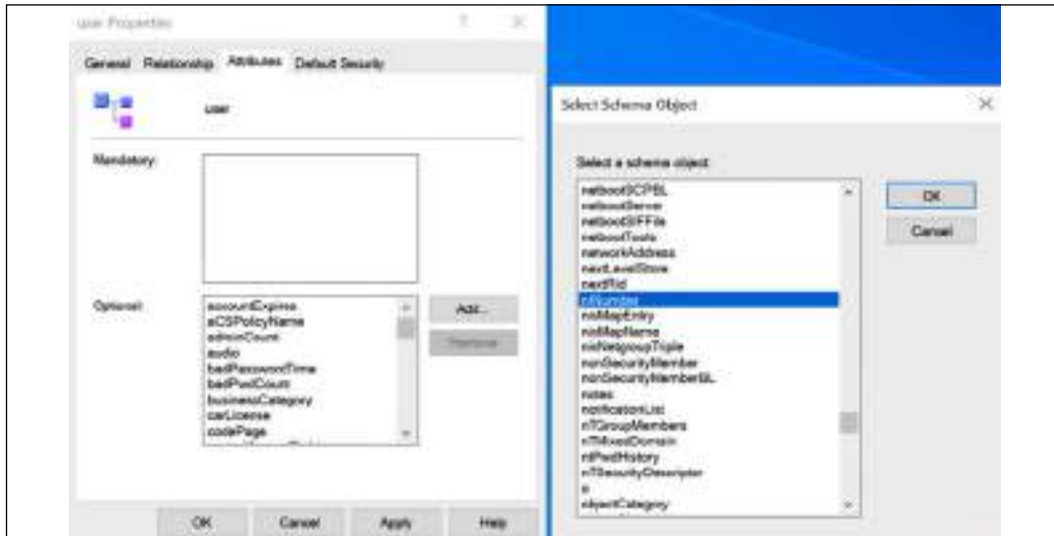 user Properties
?
General Relationship Attributes Default Security
user
Mandatory:
Optional:
accountExpires
aCSPolicyName
adminCount
audio
badPasswordTime
badPwdCount
businessCategory
carLicense
codePage
Add...
Remove
OK Cancel Apply Help
Select Schema Object
Select a schema object:
netbootSCPBL
netbootServer
netbootSIFFile
netbootTools
networkAddress
nextLevelStore
nextRid
nisMapEntry
nisMapName
nisNetgroupTriple
nonSecurityMember
nonSecurityMemberBL
notes
notificationList
nTGroupMembers
nTMixedDomain
ntPwdHistory
nTSecurityDescriptor
o
objectCategory
OK
Cancel